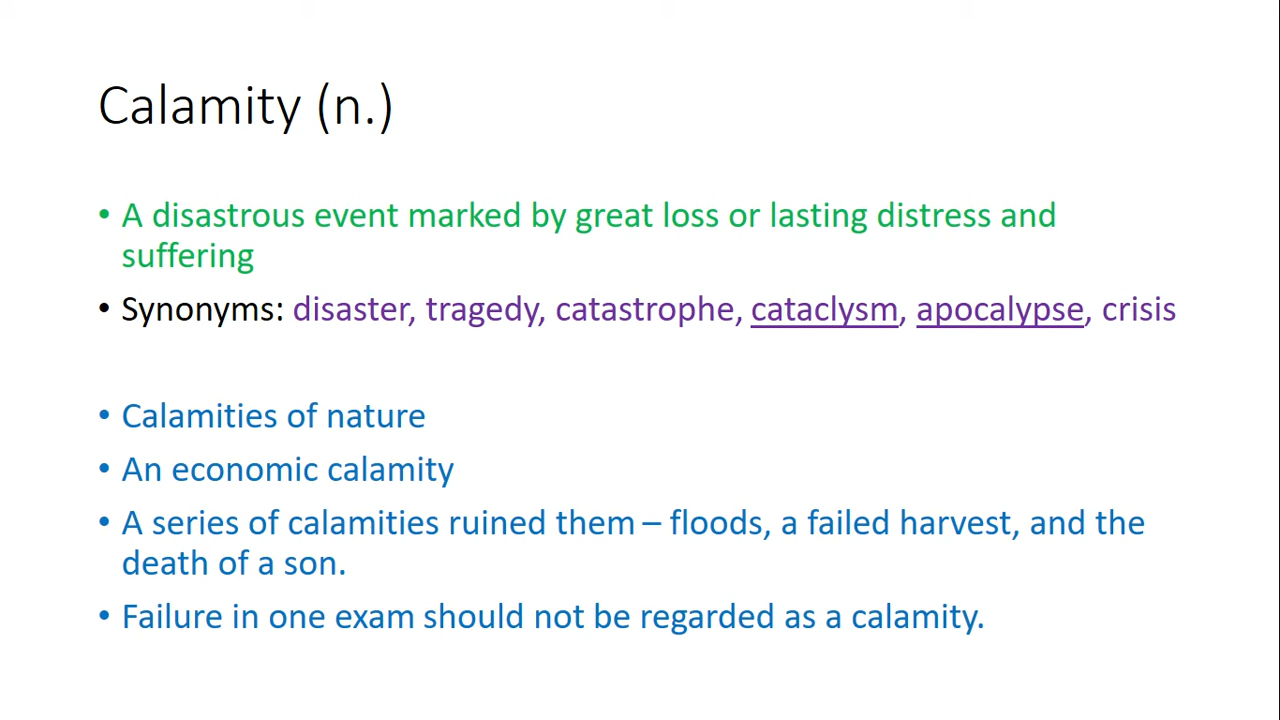 Calamity (n.)
• A disastrous event marked by great loss or lasting distress and
suffering
• Synonyms: disaster, tragedy, catastrophe, cataclysm, apocalypse, crisis
• Calamities of nature
• An economic calamity
• A series of calamities ruined them – floods, a failed harvest, and the
death of a son.
• Failure in one exam should not be regarded as a calamity.